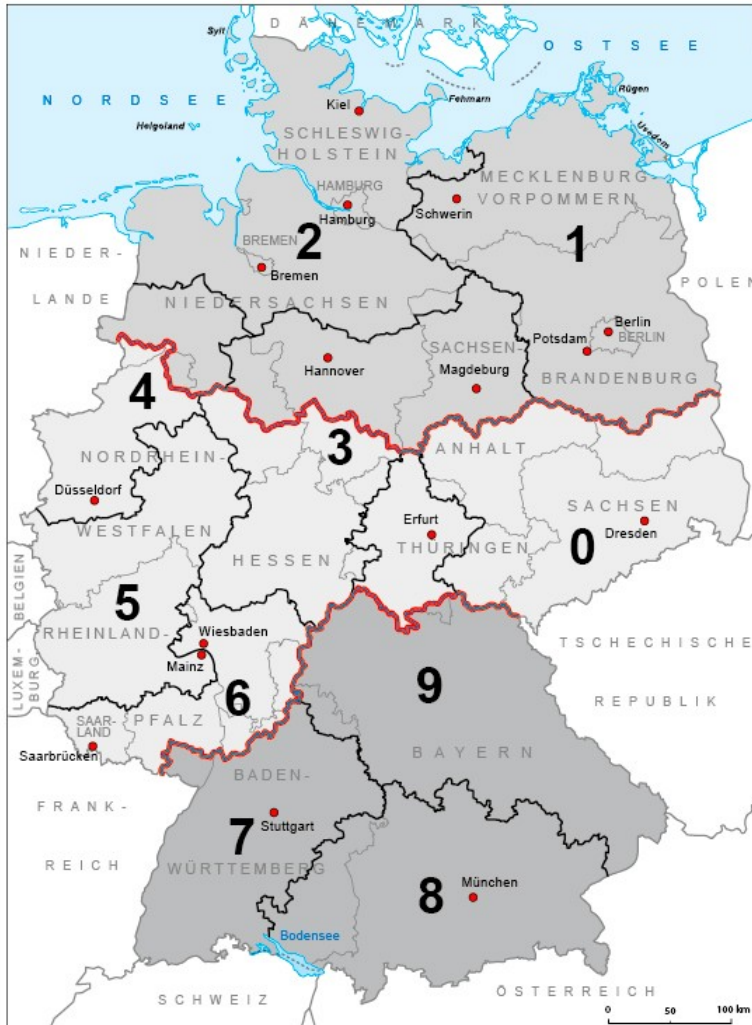 DÄNEMARK
Sylt
OSTSEE
NORDSEE
Kiel
Fehmarn
Rügen
Helgoland
SCHLESWIG-
HOLSTEIN
Usedom
HAMBURG
Hamburg
MECKLENBURG-
VORPOMMERN
Schwerin
2
1
BREMEN
Bremen
NIEDER-
LANDE
POLEN
NIEDERSACHSEN
Berlin
BERLIN
Potsdam
Hannover
SACHSEN-
Magdeburg
BRANDENBURG
4
3
ANHALT
NORDRHEIN-
Düsseldorf
SACHSEN
Dresden
WESTFALEN
Erfurt
THÜRINGEN
0
HESSEN
BELGIEN
5
RHEINLAND-
Wiesbaden
Mainz
TSCHECHISCHE
REPUBLIK
LUXEM-
BURG
9
6
PFALZ
SAAR-
LAND
Saarbrücken
BAYERN
BADEN-
FRANK-
REICH
Stuttgart
7
WÜRTTEMBERG
8
München
Bodensee
SCHWEIZ
ÖSTERREICH
0 50 100 km